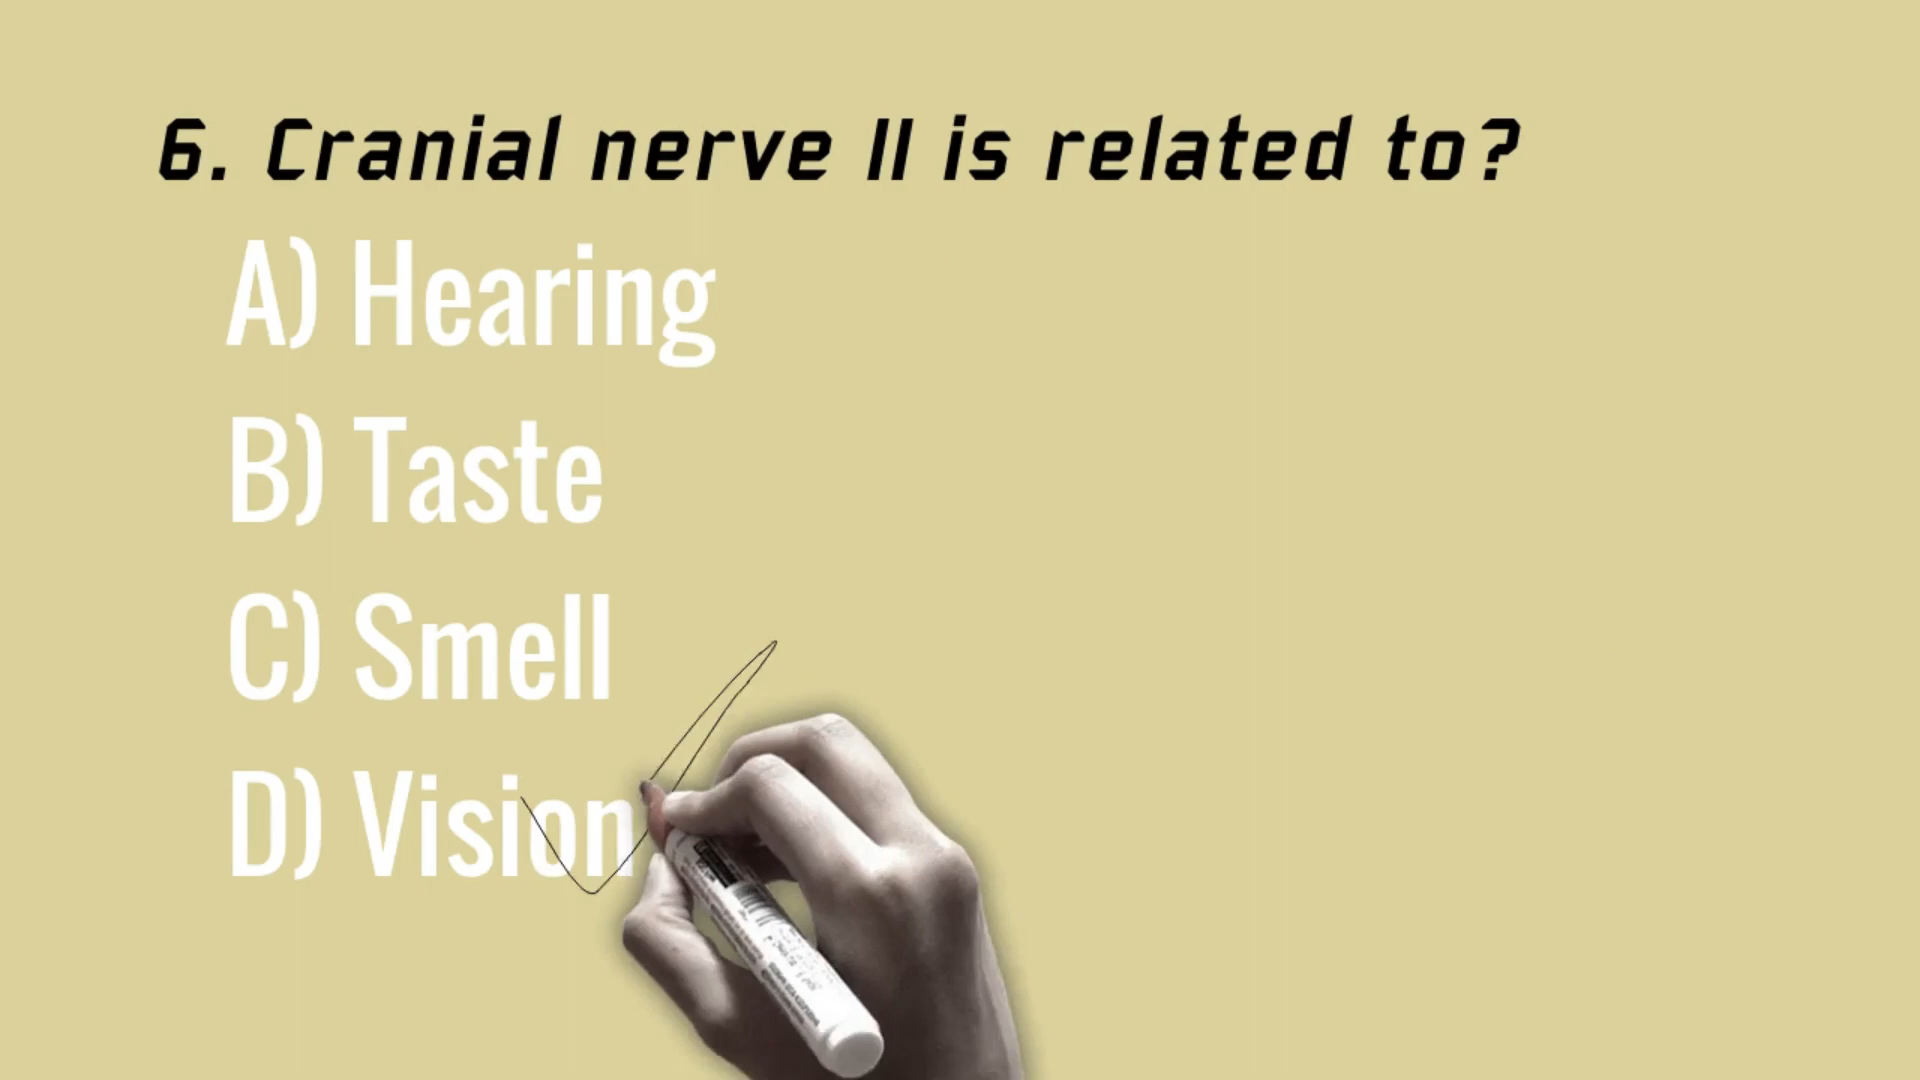 6. Cranial nerve II is related to?
A) Hearing
B) Taste
C) Smell
D) Vision